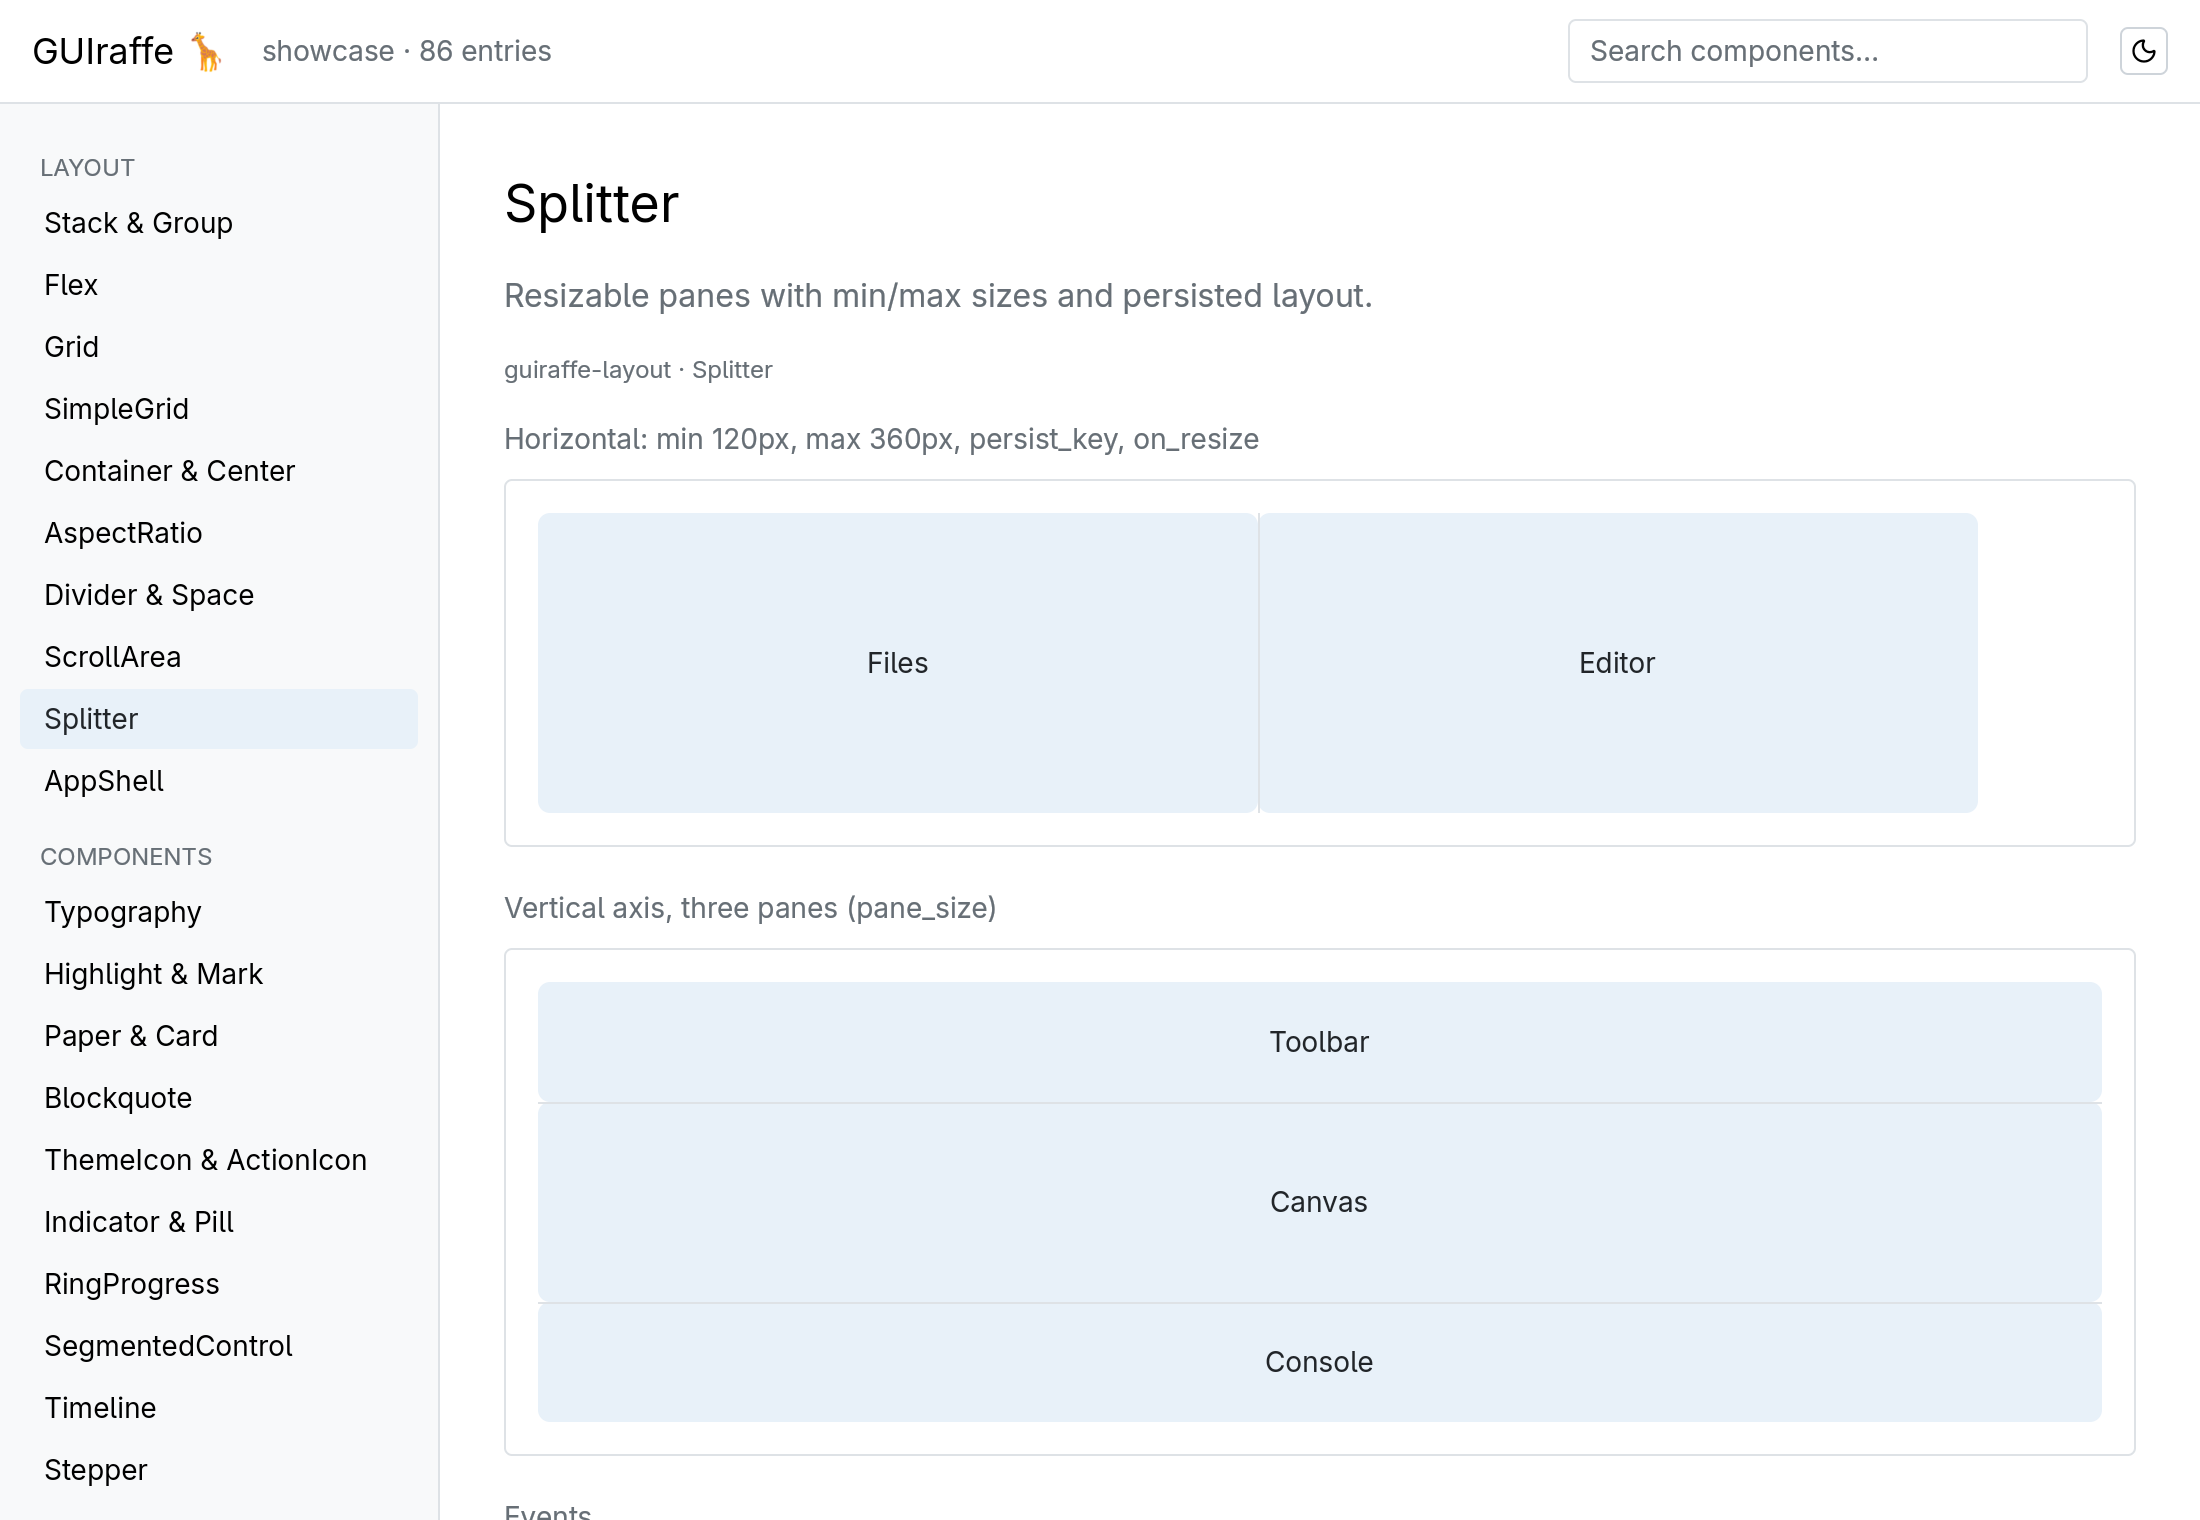 GUIraffe 🦒 showcase · 86 entries
Search components...
LAYOUT
Stack & Group
Flex
Grid
SimpleGrid
Container & Center
AspectRatio
Divider & Space
ScrollArea
Splitter
AppShell
COMPONENTS
Typography
Highlight & Mark
Paper & Card
Blockquote
ThemeIcon & ActionIcon
Indicator & Pill
RingProgress
SegmentedControl
Timeline
Stepper
Splitter
Resizable panes with min/max sizes and persisted layout.
guiraffe-layout · Splitter
Horizontal: min 120px, max 360px, persist_key, on_resize
Files
Editor
Vertical axis, three panes (pane_size)
Toolbar
Canvas
Console
Events